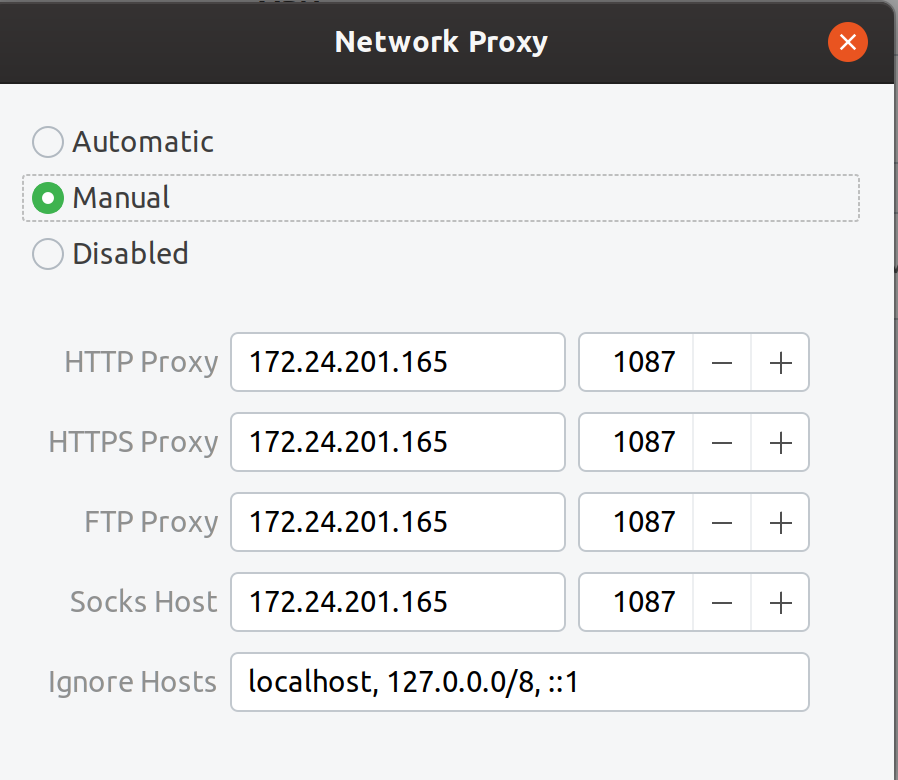 Network Proxy
Automatic
Manual
Disabled
HTTP Proxy 172.24.201.165 1087 — +
HTTPS Proxy 172.24.201.165 1087 — +
FTP Proxy 172.24.201.165 1087 — +
Socks Host 172.24.201.165 1087 — +
Ignore Hosts localhost, 127.0.0.0/8, ::1